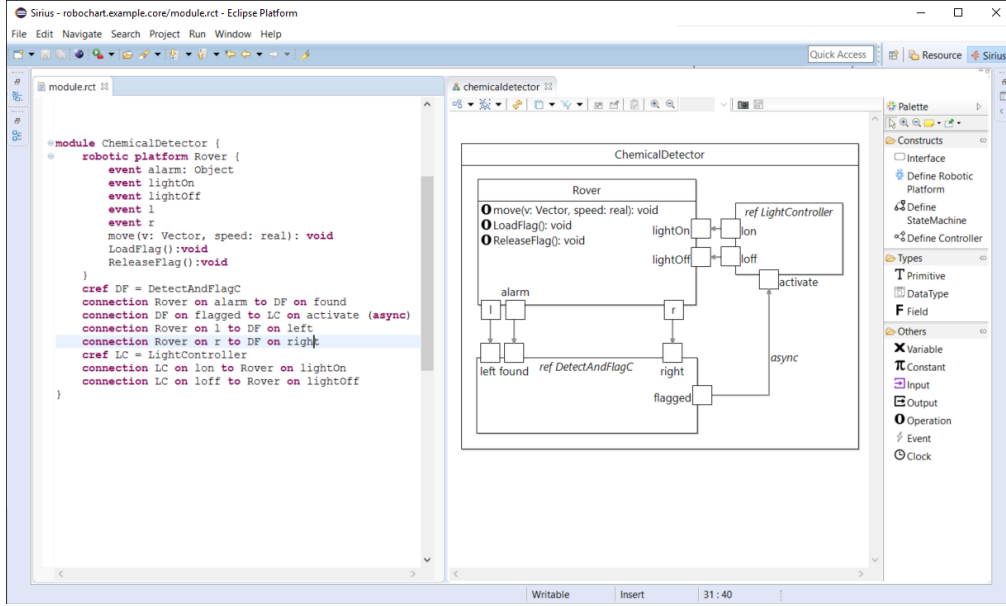 Sirius - robochart.example.core/module.rct - Eclipse Platform
File Edit Navigate Search Project Run Window Help
Quick Access
Resource
Sirius
module.rct
module ChemicalDetector {
robotic platform Rover {
event alarm: Object
event lightOn
event lightOff
event l
event r
move(v: Vector, speed: real): void
LoadFlag():void
ReleaseFlag():void
}
cref DF = DetectAndFlagC
connection Rover on alarm to DF on found
connection DF on flagged to LC on activate (async)
connection Rover on l to DF on left
connection Rover on r to DF on right
cref LC = LightController
connection LC on lon to Rover on lightOn
connection LC on loff to Rover on lightOff
}
chemicaldetector
ChemicalDetector
Rover
O move(v: Vector, speed: real): void
O LoadFlag(): void
O ReleaseFlag(): void
lightOn
lightOff
ref LightController
lon
loff
activate
alarm
l
r
left found
ref DetectAndFlagC
right
async
flagged
Palette
Constructs
Interface
Define Robotic
Platform
Define
StateMachine
Define Controller
Types
T Primitive
DataType
F Field
Others
X Variable
π Constant
Input
Output
O Operation
Event
Clock
Writable
Insert
31 : 40